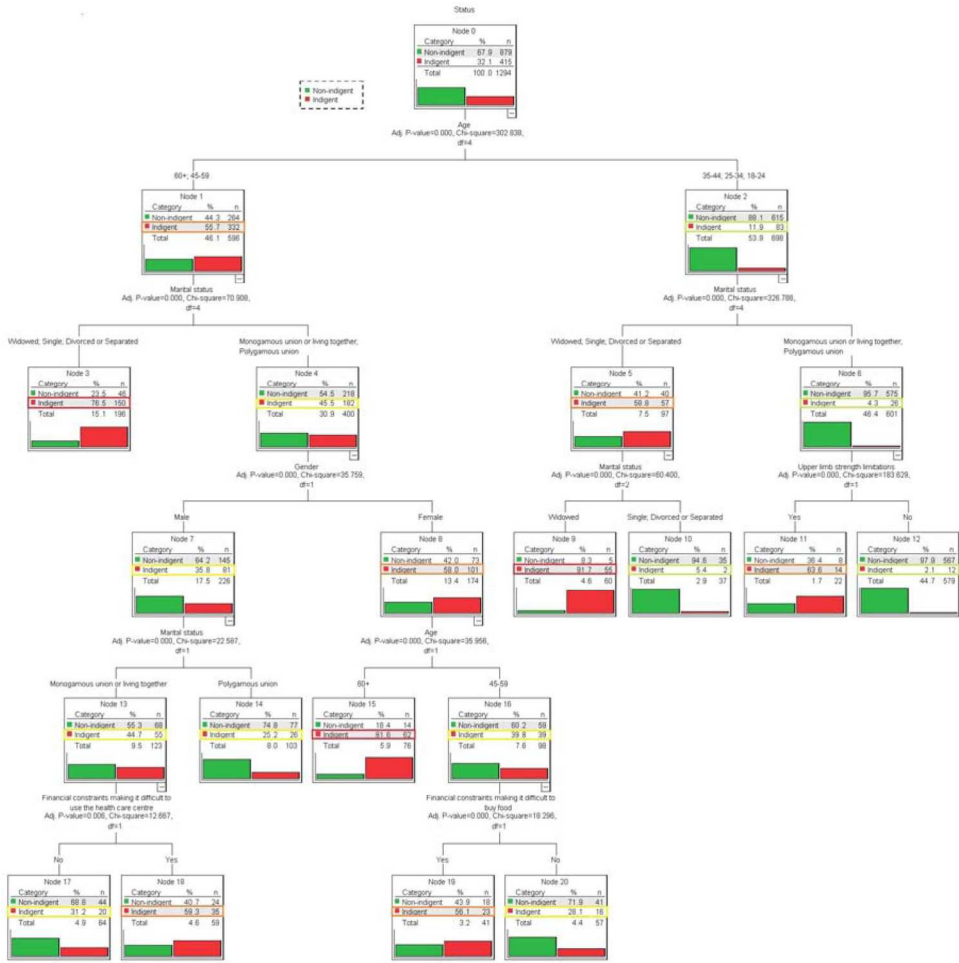 Status
Node 0
Category % n
Non-indigent 67.9 879
Indigent 32.1 415
Total 100.0 1294
Non-indigent
Indigent
Age
Adj. P-value=0.000, Chi-square=302.838,
df=4
60+; 45-59
35-44; 25-34; 18-24
Node 1
Category % n
Non-indigent 44.3 264
Indigent 55.7 332
Total 46.1 596
Node 2
Category % n
Non-indigent 88.1 615
Indigent 11.9 83
Total 53.9 698
Marital status
Adj. P-value=0.000, Chi-square=70.908,
df=4
Marital status
Adj. P-value=0.000, Chi-square=326.788,
df=4
Widowed; Single; Divorced or Separated
Monogamous union or living together;
Polygamous union
Widowed; Single; Divorced or Separated
Monogamous union or living together;
Polygamous union
Node 3
Category % n
Non-indigent 23.5 46
Indigent 76.5 150
Total 15.1 196
Node 4
Category % n
Non-indigent 54.5 218
Indigent 45.5 182
Total 30.9 400
Node 5
Category % n
Non-indigent 41.2 40
Indigent 58.8 57
Total 7.5 97
Node 6
Category % n
Non-indigent 95.7 575
Indigent 4.3 26
Total 46.4 601
Gender
Adj. P-value=0.000, Chi-square=35.759,
df=1
Marital status
Adj. P-value=0.000, Chi-square=60.400,
df=2
Upper limb strength limitations
Adj. P-value=0.000, Chi-square=183.629,
df=1
Male
Female
Widowed
Single; Divorced or Separated
Yes
No
Node 7
Category % n
Non-indigent 64.2 145
Indigent 35.8 81
Total 17.5 226
Node 8
Category % n
Non-indigent 42.0 73
Indigent 58.0 101
Total 13.4 174
Node 9
Category % n
Non-indigent 8.3 5
Indigent 91.7 55
Total 4.6 60
Node 10
Category % n
Non-indigent 94.6 35
Indigent 5.4 2
Total 2.9 37
Node 11
Category % n
Non-indigent 36.4 8
Indigent 63.6 14
Total 1.7 22
Node 12
Category % n
Non-indigent 97.9 567
Indigent 2.1 12
Total 44.7 579
Marital status
Adj. P-value=0.000, Chi-square=22.587,
df=1
Age
Adj. P-value=0.000, Chi-square=35.956,
df=1
Monogamous union or living together
Polygamous union
60+
45-59
Node 13
Category % n
Non-indigent 55.3 68
Indigent 44.7 55
Total 9.5 123
Node 14
Category % n
Non-indigent 74.8 77
Indigent 25.2 26
Total 8.0 103
Node 15
Category % n
Non-indigent 18.4 14
Indigent 81.6 62
Total 5.9 76
Node 16
Category % n
Non-indigent 60.2 59
Indigent 39.8 39
Total 7.6 98
Financial constraints making it difficult to
use the health care centre
Adj. P-value=0.006, Chi-square=12.667,
df=1
Financial constraints making it difficult to
buy food
Adj. P-value=0.000, Chi-square=18.296,
df=1
No
Yes
Yes
No
Node 17
Category % n
Non-indigent 68.8 44
Indigent 31.2 20
Total 4.9 64
Node 18
Category % n
Non-indigent 40.7 24
Indigent 59.3 35
Total 4.6 59
Node 19
Category % n
Non-indigent 43.9 18
Indigent 56.1 23
Total 3.2 41
Node 20
Category % n
Non-indigent 71.9 41
Indigent 28.1 16
Total 4.4 57